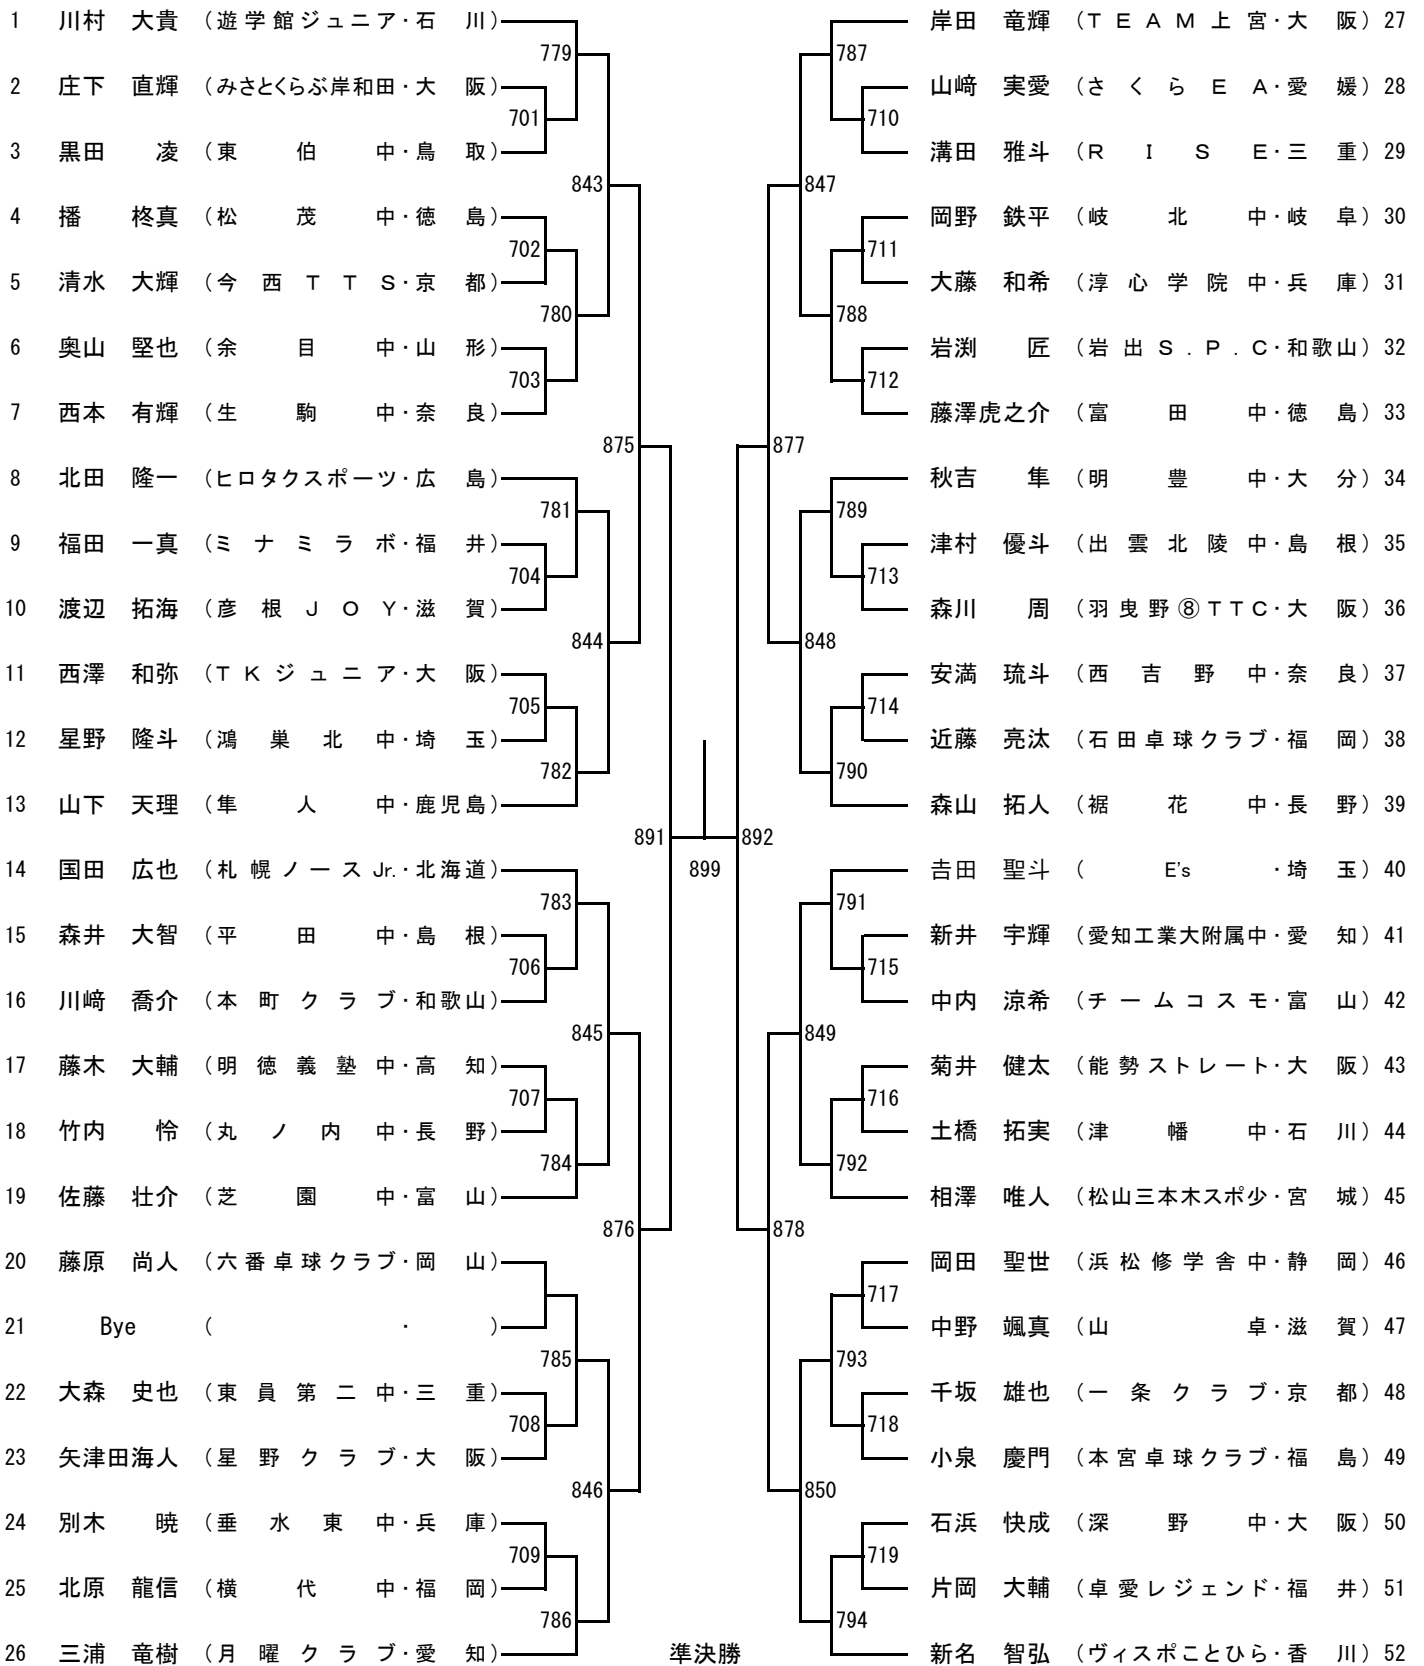 1 川村 大貴 (遊学館ジュニア・石川)
779
2 庄下 直輝 (みさとくらぶ岸和田・大阪)
701
3 黒田 凌 (東伯中・鳥取)
843
4 播 柊真 (松茂中・徳島)
702
5 清水 大輝 (今西TTS・京都)
780
6 奥山 堅也 (余目中・山形)
703
7 西本 有輝 (生駒中・奈良)
875
8 北田 隆一 (ヒロタクスポーツ・広島)
781
9 福田 一真 (ミナミラボ・福井)
704
10 渡辺 拓海 (彦根JOY・滋賀)
844
11 西澤 和弥 (TKジュニア・大阪)
705
12 星野 隆斗 (鴻巣北中・埼玉)
782
13 山下 天理 (隼人中・鹿児島)
891
14 国田 広也 (札幌ノースJr.・北海道)
783
15 森井 大智 (平田中・島根)
706
16 川﨑 喬介 (本町クラブ・和歌山)
845
17 藤木 大輔 (明徳義塾中・高知)
707
18 竹内 怜 (丸ノ内中・長野)
784
19 佐藤 壮介 (芝園中・富山)
876
20 藤原 尚人 (六番卓球クラブ・岡山)
21 Bye ( ・ )
785
22 大森 史也 (東員第二中・三重)
708
23 矢津田海人 (星野クラブ・大阪)
846
24 別木 暁 (垂水東中・兵庫)
709
25 北原 龍信 (横代中・福岡)
786
26 三浦 竜樹 (月曜クラブ・愛知)
899
準決勝
岸田 竜輝 (TEAM上宮・大阪) 27
787
山﨑 実愛 (さくらEA・愛媛) 28
710
溝田 雅斗 (RISE・三重) 29
847
岡野 鉄平 (岐北中・岐阜) 30
711
大藤 和希 (淳心学院中・兵庫) 31
788
岩渕 匠 (岩出S.P.C・和歌山) 32
712
藤澤虎之介 (富田中・徳島) 33
877
秋吉 隼 (明豊中・大分) 34
789
津村 優斗 (出雲北陵中・島根) 35
713
森川 周 (羽曳野⑧TTC・大阪) 36
848
安満 琉斗 (西吉野中・奈良) 37
714
近藤 亮汰 (石田卓球クラブ・福岡) 38
790
森山 拓人 (裾花中・長野) 39
892
𠮷田 聖斗 (E's・埼玉) 40
791
新井 宇輝 (愛知工業大附属中・愛知) 41
715
中内 涼希 (チームコスモ・富山) 42
849
菊井 健太 (能勢ストレート・大阪) 43
716
土橋 拓実 (津幡中・石川) 44
792
相澤 唯人 (松山三本木スポ少・宮城) 45
878
岡田 聖世 (浜松修学舎中・静岡) 46
717
中野 颯真 (山卓・滋賀) 47
793
千坂 雄也 (一条クラブ・京都) 48
718
小泉 慶門 (本宮卓球クラブ・福島) 49
850
石浜 快成 (深野中・大阪) 50
719
片岡 大輔 (卓愛レジェンド・福井) 51
794
新名 智弘 (ヴィスポことひら・香川) 52